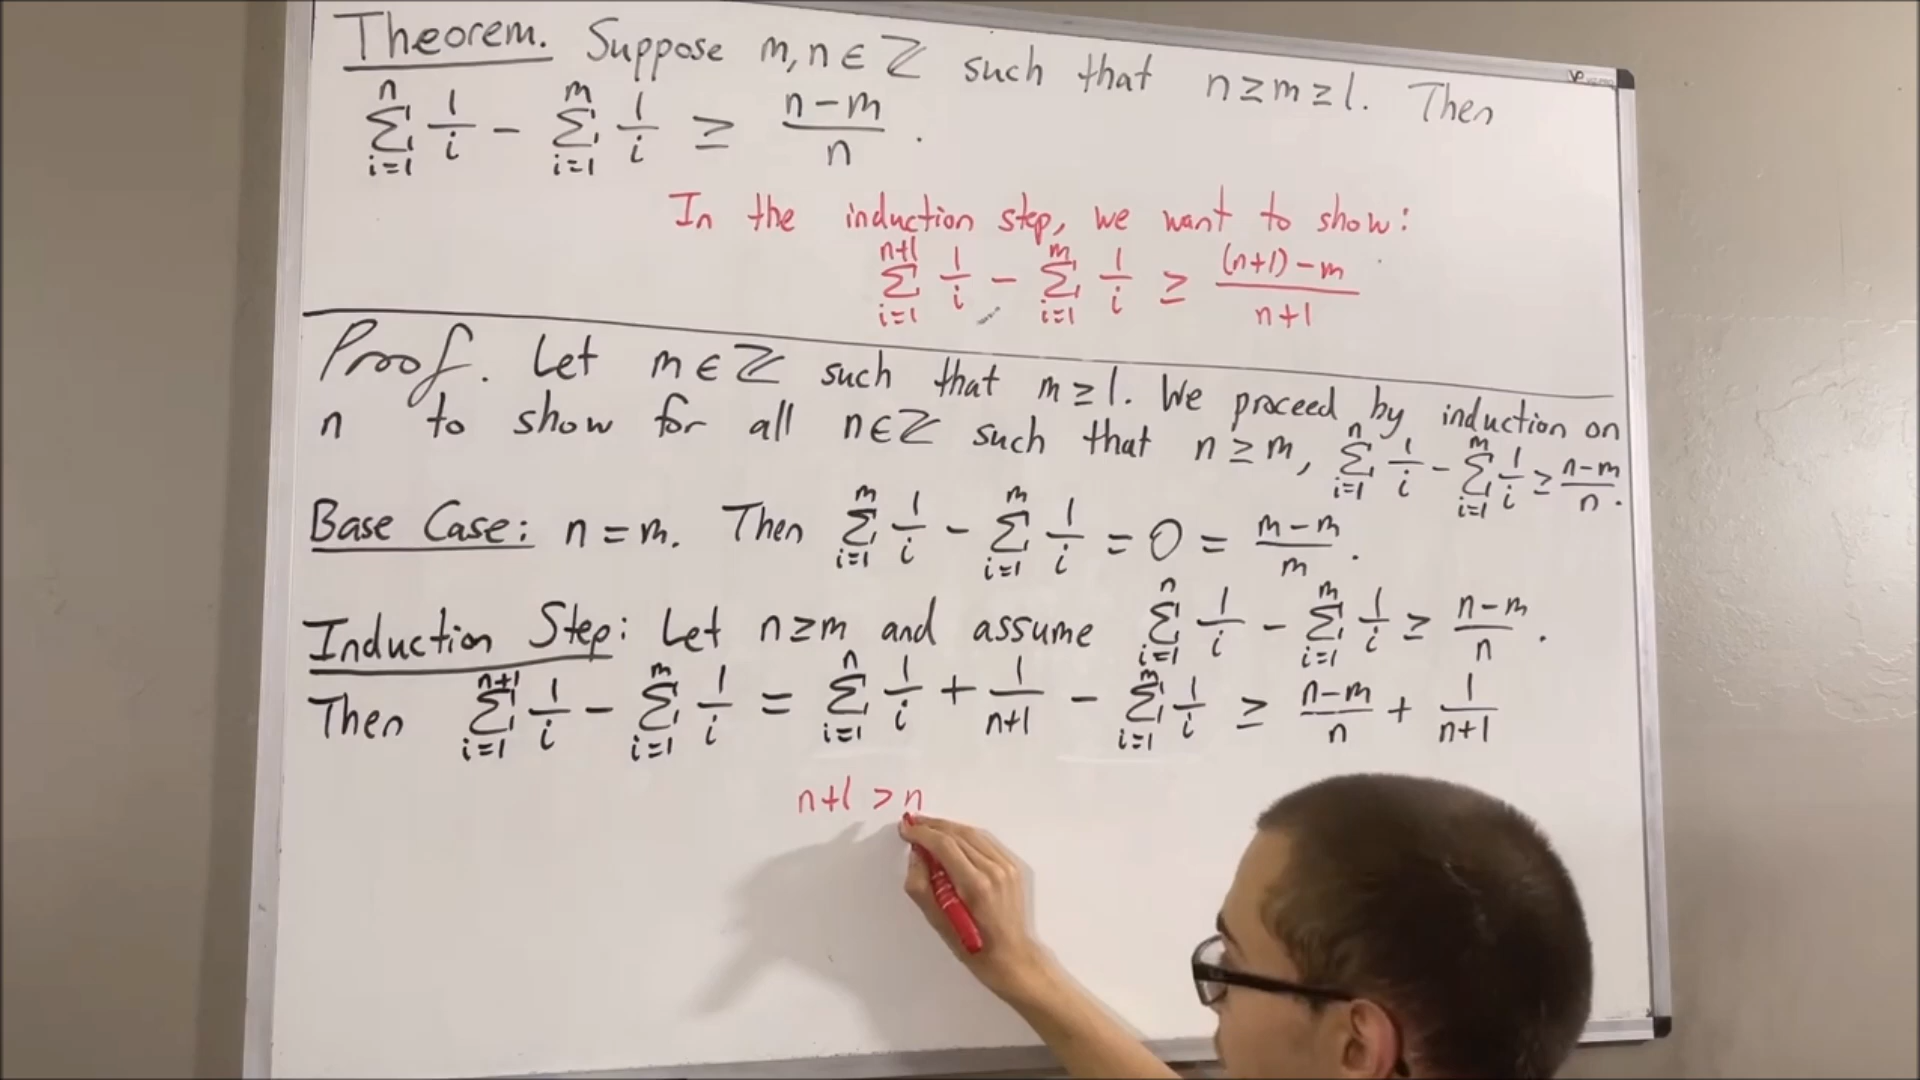 Theorem. Suppose m, n ∈ ℤ such that n ≥ m ≥ 1. Then
∑_{i=1}^{n} 1/i − ∑_{i=1}^{m} 1/i ≥ (n−m)/n.
In the induction step, we want to show:
∑_{i=1}^{n+1} 1/i − ∑_{i=1}^{m} 1/i ≥ ((n+1)−m)/(n+1)
Proof. Let m ∈ ℤ such that m ≥ 1. We proceed by induction on
n to show for all n ∈ ℤ such that n ≥ m, ∑_{i=1}^{n} 1/i − ∑_{i=1}^{m} 1/i ≥ (n−m)/n.
Base Case: n = m. Then ∑_{i=1}^{m} 1/i − ∑_{i=1}^{m} 1/i = 0 = (m−m)/m.
Induction Step: Let n ≥ m and assume ∑_{i=1}^{n} 1/i − ∑_{i=1}^{m} 1/i ≥ (n−m)/n.
Then ∑_{i=1}^{n+1} 1/i − ∑_{i=1}^{m} 1/i = ∑_{i=1}^{n} 1/i + 1/(n+1) − ∑_{i=1}^{m} 1/i ≥ (n−m)/n + 1/(n+1)
n+1 > n